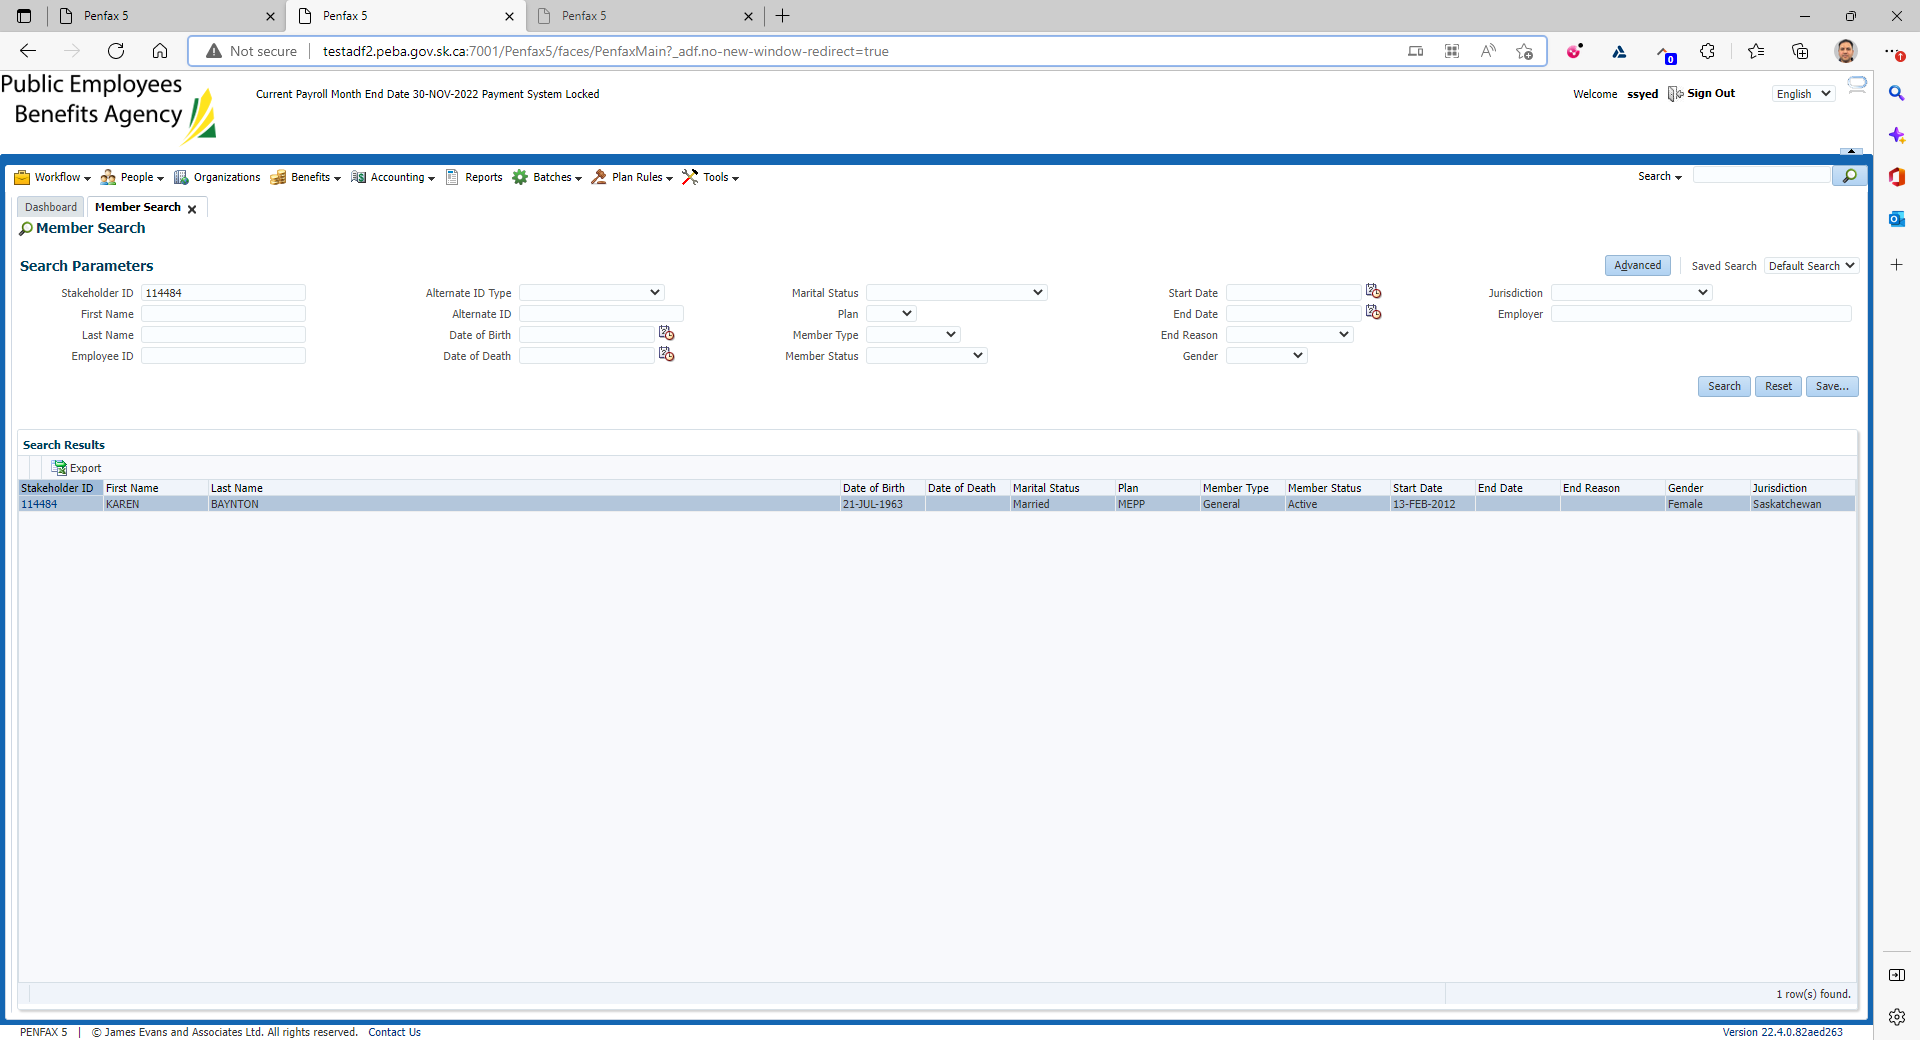 Penfax 5
Penfax 5
Penfax 5
Not secure
testadf2.peba.gov.sk.ca:7001/Penfax5/faces/PenfaxMain?_adf.no-new-window-redirect=true
0
Public Employees
Benefits Agency
Current Payroll Month End Date 30-NOV-2022 Payment System Locked
Welcome ssyed Sign Out English
Workflow People Organizations Benefits Accounting Reports Batches Plan Rules Tools Search
Dashboard Member Search
Member Search
Search Parameters Advanced Saved Search Default Search
Stakeholder ID 114484 Alternate ID Type Marital Status Start Date Jurisdiction
First Name Alternate ID Plan End Date Employer
Last Name Date of Birth Member Type End Reason
Employee ID Date of Death Member Status Gender
Search Reset Save...
Search Results
Export
Stakeholder ID First Name Last Name Date of Birth Date of Death Marital Status Plan Member Type Member Status Start Date End Date End Reason Gender Jurisdiction
114484 KAREN BAYNTON 21-JUL-1963 Married MEPP General Active 13-FEB-2012 Female Saskatchewan
1 row(s) found.
PENFAX 5 | © James Evans and Associates Ltd. All rights reserved. Contact Us Version 22.4.0.82aed263